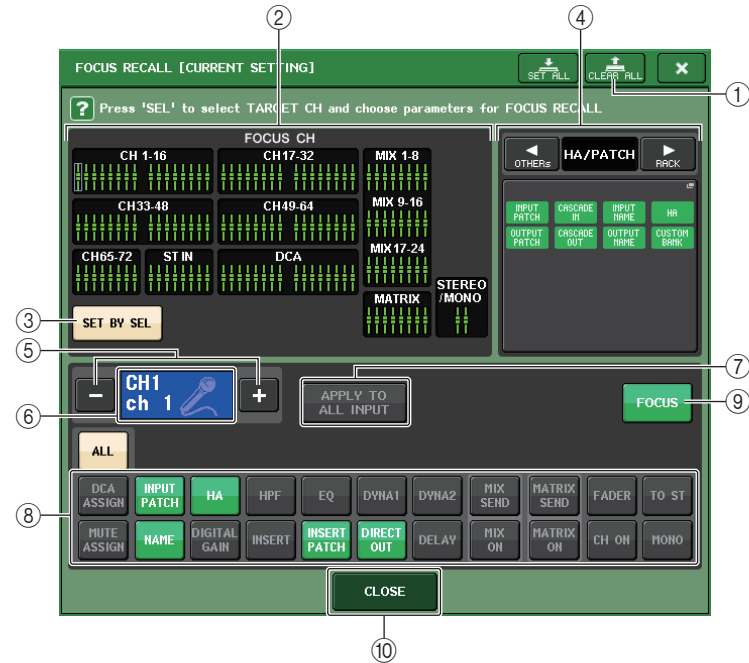 ②
④
FOCUS RECALL [CURRENT SETTING]
SET ALL
CLEAR ALL
①
? Press 'SEL' to select TARGET CH and choose parameters for FOCUS RECALL
FOCUS CH
CH 1-16
CH17-32
MIX 1-8
CH33-48
CH49-64
MIX 9-16
CH65-72
ST IN
DCA
MIX17-24
MATRIX
STEREO
/MONO
OTHERs
HA/PATCH
RACK
INPUT PATCH
CASCADE IN
INPUT NAME
HA
OUTPUT PATCH
CASCADE OUT
OUTPUT NAME
CUSTOM BANK
③
SET BY SEL
⑤
⑥
−
CH1
ch 1
+
⑦
APPLY TO
ALL INPUT
FOCUS
⑨
ALL
⑧
DCA ASSIGN
INPUT PATCH
HA
HPF
EQ
DYNA1
DYNA2
MIX SEND
MATRIX SEND
FADER
TO ST
MUTE ASSIGN
NAME
DIGITAL GAIN
INSERT
INSERT PATCH
DIRECT OUT
DELAY
MIX ON
MATRIX ON
CH ON
MONO
CLOSE
⑩